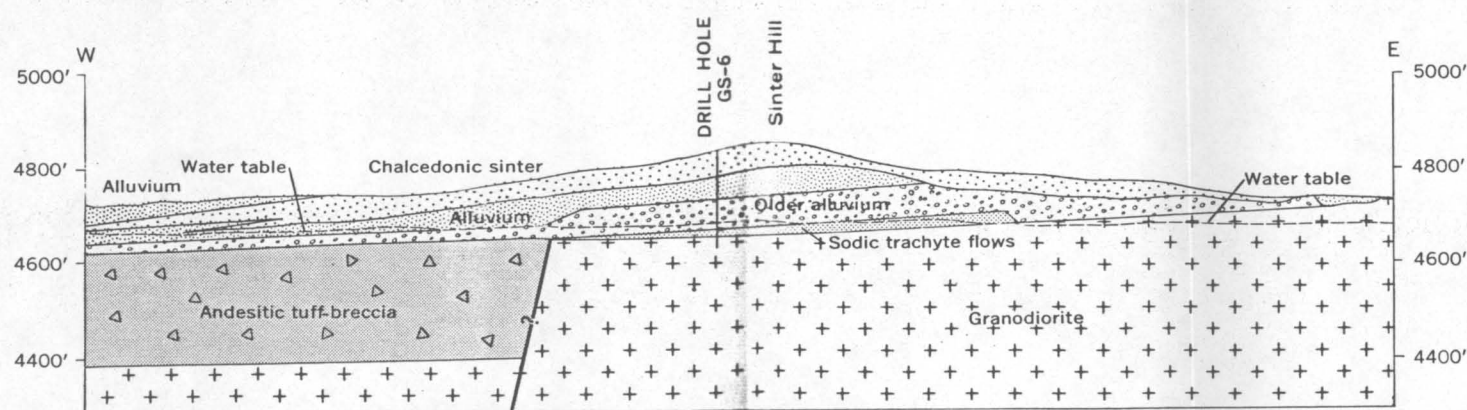 DRILL HOLE
GS-6
Sinter Hill
W
E
5000'
5000'
4800'
4800'
Water table
Chalcedonic sinter
Alluvium
Water table
Alluvium
Older alluvium
Sodic trachyte flows
4600'
4600'
Andesitic tuff-breccia
?
Granodiorite
4400'
4400'